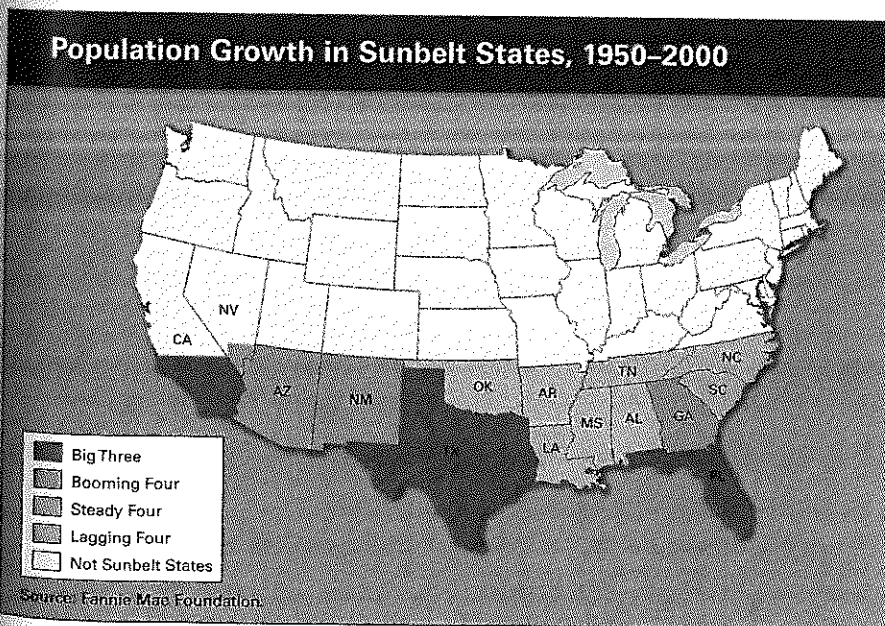 Population Growth in Sunbelt States, 1950–2000
NV
CA
AZ
NM
OK
TX
AR
LA
MS
TN
AL
NC
SC
GA
FL
Big Three
Booming Four
Steady Four
Lagging Four
Not Sunbelt States
Source: Fannie Mae Foundation.